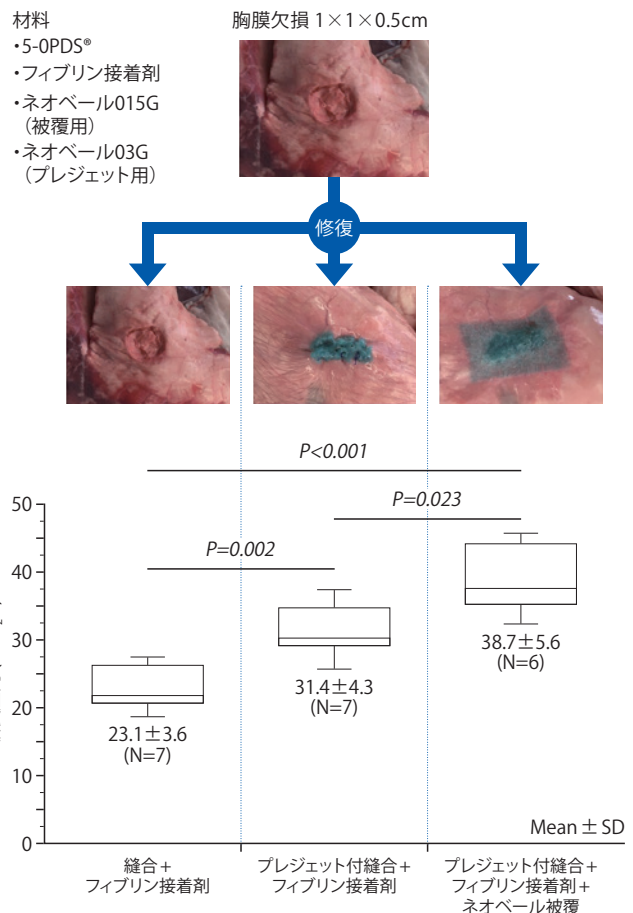 材料
・5-0PDS®
・フィブリン接着剤
・ネオベール015G
（被覆用）
・ネオベール03G
（プレジェット用）
胸膜欠損 1×1×0.5cm
修復
P<0.001
P=0.023
P=0.002
50
40
30
20
10
0
23.1±3.6
(N=7)
31.4±4.3
(N=7)
38.7±5.6
(N=6)
Mean ± SD
縫合＋
フィブリン接着剤
プレジェット付縫合＋
フィブリン接着剤
プレジェット付縫合＋
フィブリン接着剤＋
ネオベール被覆